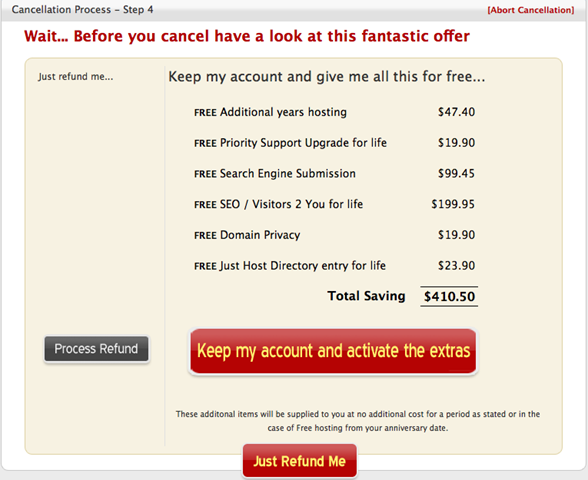 Cancellation Process – Step 4
[Abort Cancellation]
Wait... Before you cancel have a look at this fantastic offer
Just refund me...
Keep my account and give me all this for free...
FREE Additional years hosting $47.40
FREE Priority Support Upgrade for life $19.90
FREE Search Engine Submission $99.45
FREE SEO / Visitors 2 You for life $199.95
FREE Domain Privacy $19.90
FREE Just Host Directory entry for life $23.90
Total Saving $410.50
Process Refund
Keep my account and activate the extras
These additonal items will be supplied to you at no additional cost for a period as stated or in the
case of Free hosting from your anniversary date.
Just Refund Me